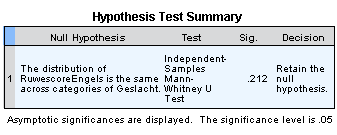 Hypothesis Test Summary
Null Hypothesis Test Sig. Decision
1 The distribution of RuwescoreEngels is the same across categories of Geslacht. Independent-Samples Mann-Whitney U Test .212 Retain the null hypothesis.
Asymptotic significances are displayed. The significance level is .05